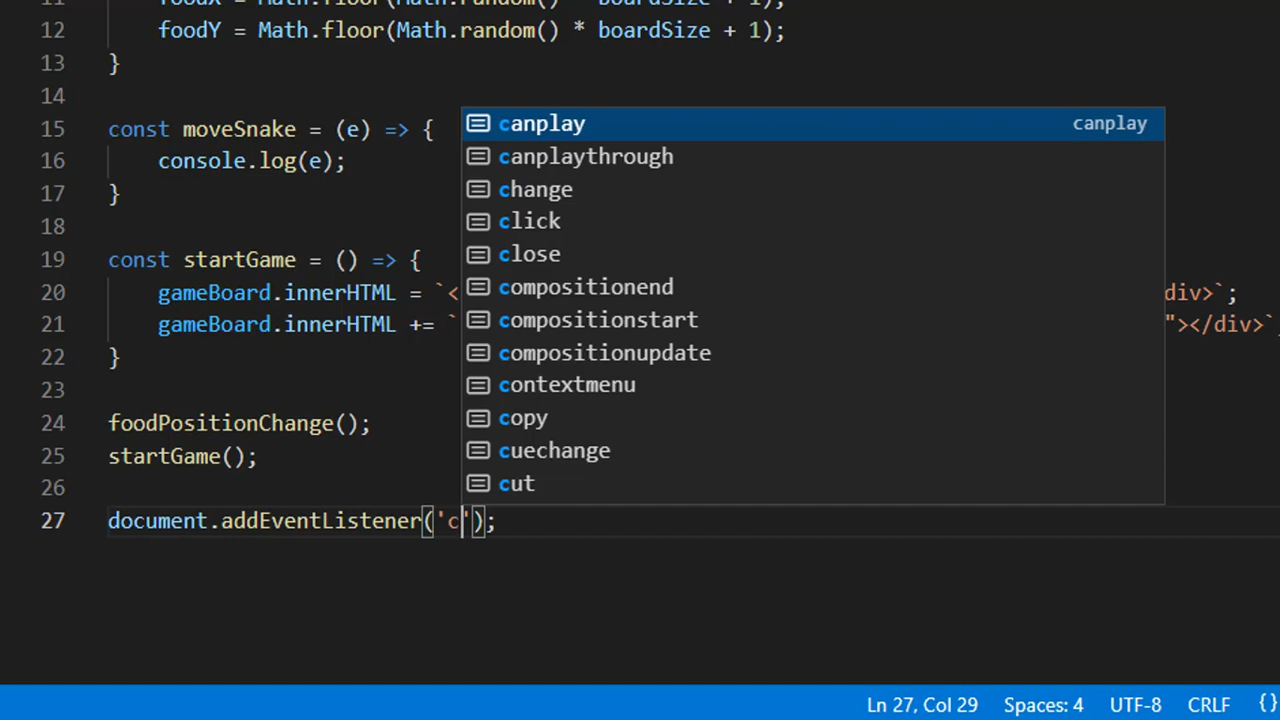 11 foodX = Math.floor(Math.random() * boardSize + 1);
12 foodY = Math.floor(Math.random() * boardSize + 1);
13 }
14
15 const moveSnake = (e) => {
16 console.log(e);
17 }
18
19 const startGame = () => {
20 gameBoard.innerHTML = `< div>`;
21 gameBoard.innerHTML += ` "></div>`
22 }
23
24 foodPositionChange();
25 startGame();
26
27 document.addEventListener('c');
canplay canplay
canplaythrough
change
click
close
compositionend
compositionstart
compositionupdate
contextmenu
copy
cuechange
cut
Ln 27, Col 29 Spaces: 4 UTF-8 CRLF {}